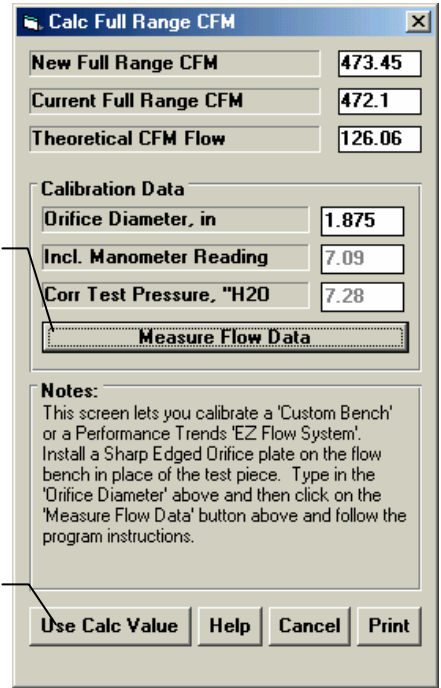 Calc Full Range CFM
New Full Range CFM 473.45
Current Full Range CFM 472.1
Theoretical CFM Flow 126.06
Calibration Data
Orifice Diameter, in 1.875
Incl. Manometer Reading 7.09
Corr Test Pressure, "H20 7.28
Measure Flow Data
Notes:
This screen lets you calibrate a 'Custom Bench'
or a Performance Trends 'EZ Flow System'.
Install a Sharp Edged Orifice plate on the flow
bench in place of the test piece.  Type in the
'Orifice Diameter' above and then click on the
'Measure Flow Data' button above and follow the
program instructions.
Use Calc Value Help Cancel Print